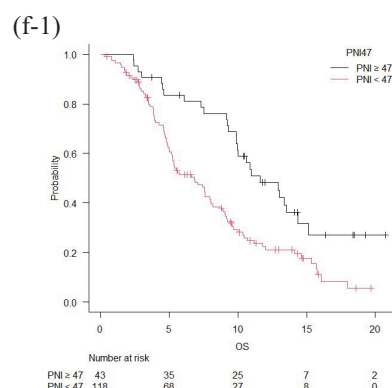 (f-1)
PNI47
PNI ≥ 47
PNI < 47
1.0
0.8
0.6
0.4
0.2
0.0
Probability
0 5 10 15 20
OS
Number at risk
PNI ≥ 47 43 35 25 7 2
PNI < 47 118 68 27 8 0